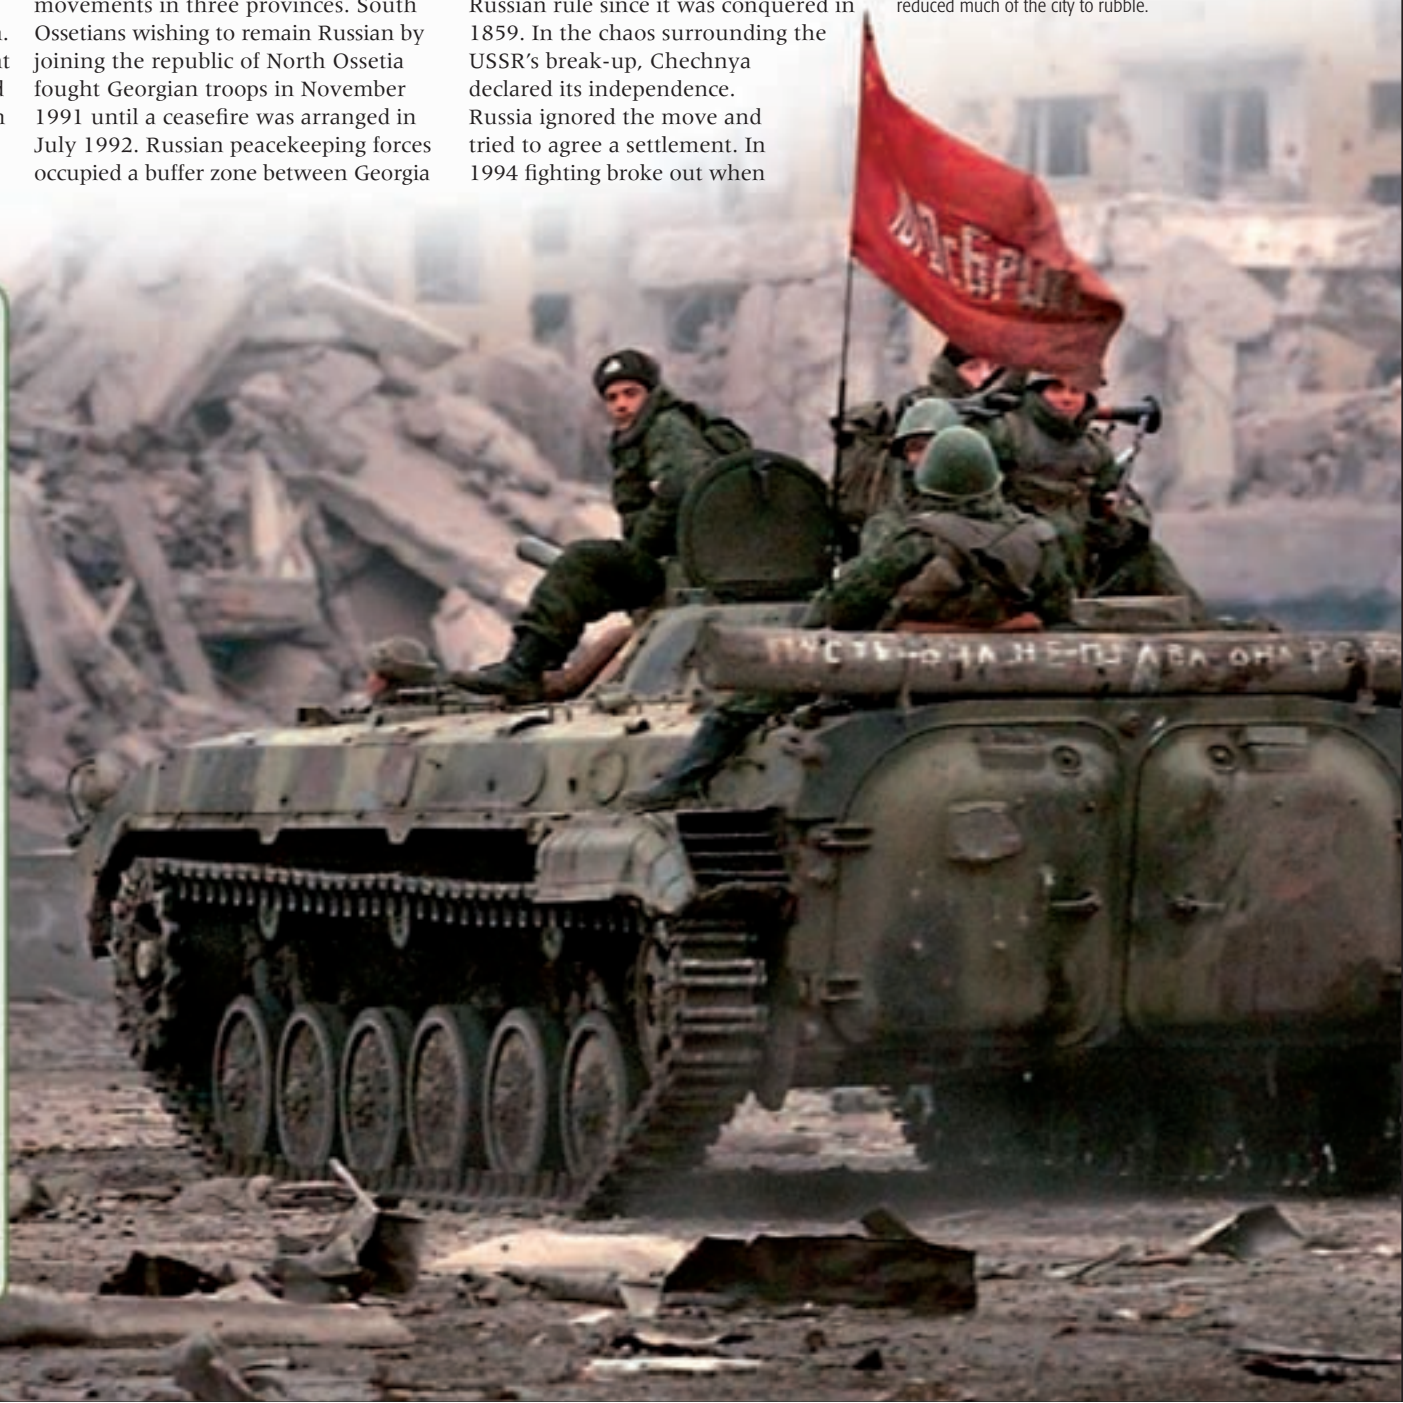 movements in three provinces. South
Ossetians wishing to remain Russian by
joining the republic of North Ossetia
fought Georgian troops in November
1991 until a ceasefire was arranged in
July 1992. Russian peacekeeping forces
occupied a buffer zone between Georgia
Russian rule since it was conquered in
1859. In the chaos surrounding the
USSR's break-up, Chechnya
declared its independence.
Russia ignored the move and
tried to agree a settlement. In
1994 fighting broke out when
reduced much of the city to rubble.